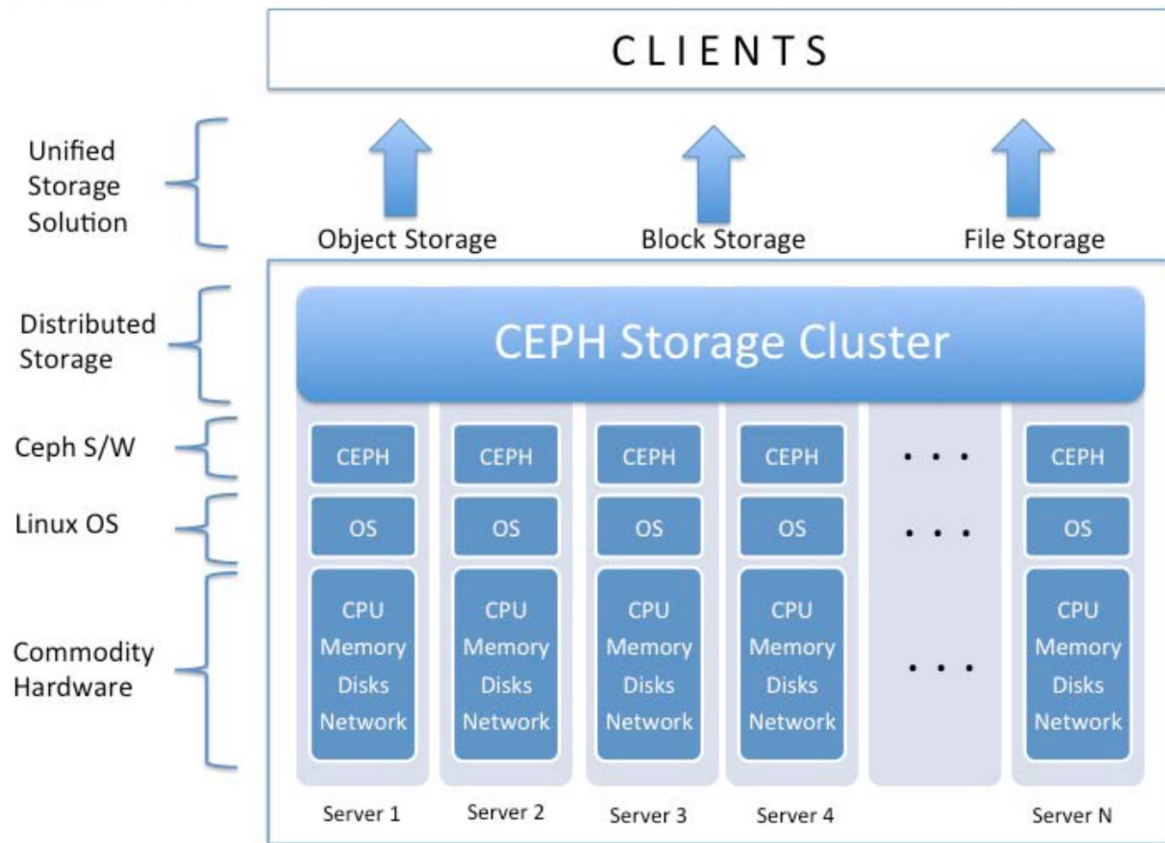 CLIENTS
Unified
Storage
Solution
Object Storage
Block Storage
File Storage
Distributed
Storage
CEPH Storage Cluster
Ceph S/W
CEPH
CEPH
CEPH
CEPH
. . .
CEPH
Linux OS
OS
OS
OS
OS
. . .
OS
Commodity
Hardware
CPU
Memory
Disks
Network
CPU
Memory
Disks
Network
CPU
Memory
Disks
Network
CPU
Memory
Disks
Network
. . .
CPU
Memory
Disks
Network
Server 1
Server 2
Server 3
Server 4
Server N